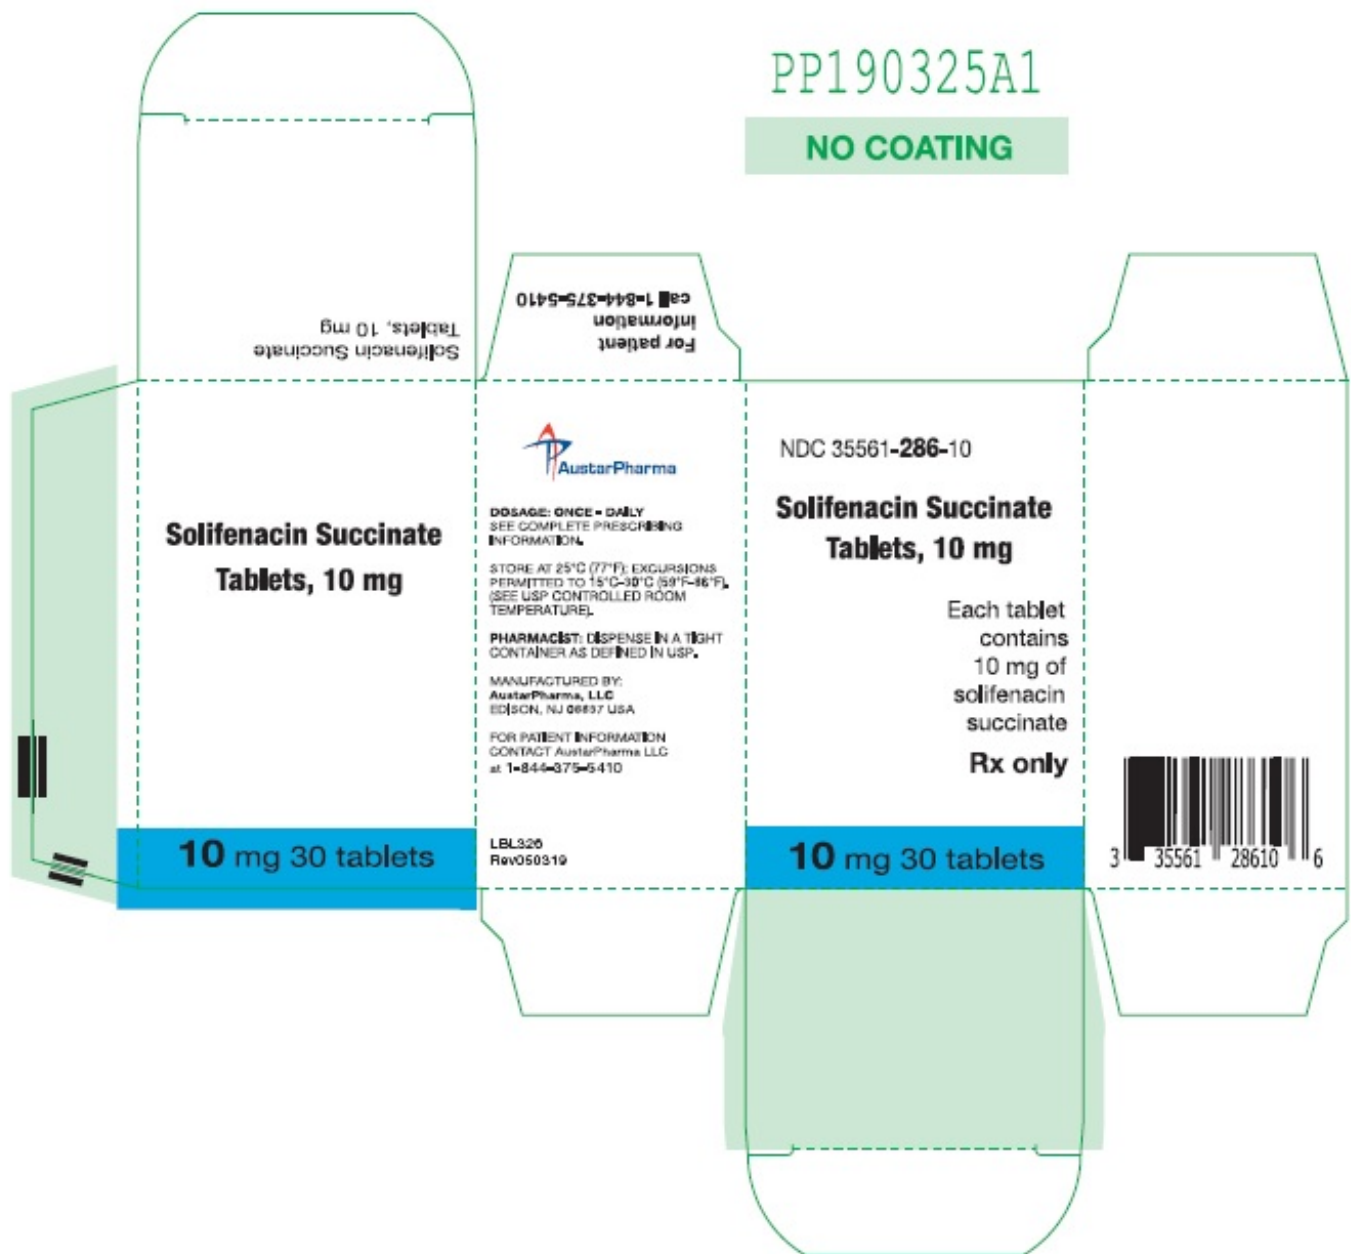 PP190325A1
NO COATING
Solifenacin Succinate
Tablets, 10 mg
For patient
information
call 1-844-375-5410
Solifenacin Succinate
Tablets, 10 mg
10 mg 30 tablets
AustarPharma
DOSAGE: ONCE - DAILY
SEE COMPLETE PRESCRIBING
INFORMATION.
STORE AT 25°C (77°F); EXCURSIONS
PERMITTED TO 15°C-30°C (59°F-86°F).
(SEE USP CONTROLLED ROOM
TEMPERATURE).
PHARMACIST: DISPENSE IN A TIGHT
CONTAINER AS DEFINED IN USP.
MANUFACTURED BY:
AustarPharma, LLC
EDISON, NJ 08837 USA
FOR PATIENT INFORMATION
CONTACT AustarPharma LLC
at 1-844-375-5410
LBL326
Rev050319
NDC 35561-286-10
Solifenacin Succinate
Tablets, 10 mg
Each tablet
contains
10 mg of
solifenacin
succinate
Rx only
10 mg 30 tablets
3 35561 28610 6